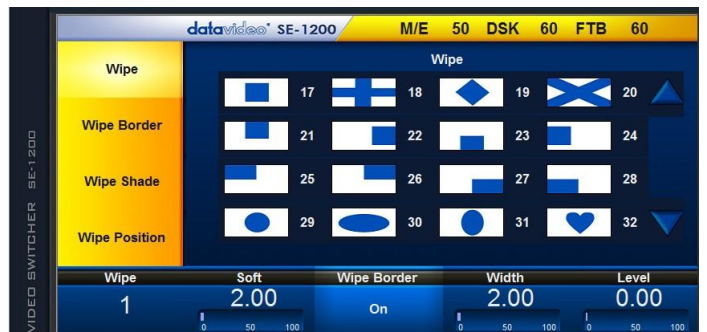 datavideo® SE-1200 M/E 50 DSK 60 FTB 60
Wipe
Wipe
17 18 19 20
Wipe Border
21 22 23 24
Wipe Shade
25 26 27 28
Wipe Position
29 30 31 32
Wipe Soft Wipe Border Width Level
1 2.00 On 2.00 0.00
0 50 100 0 50 100 0 50 100
VIDEO SWITCHER SE-1200